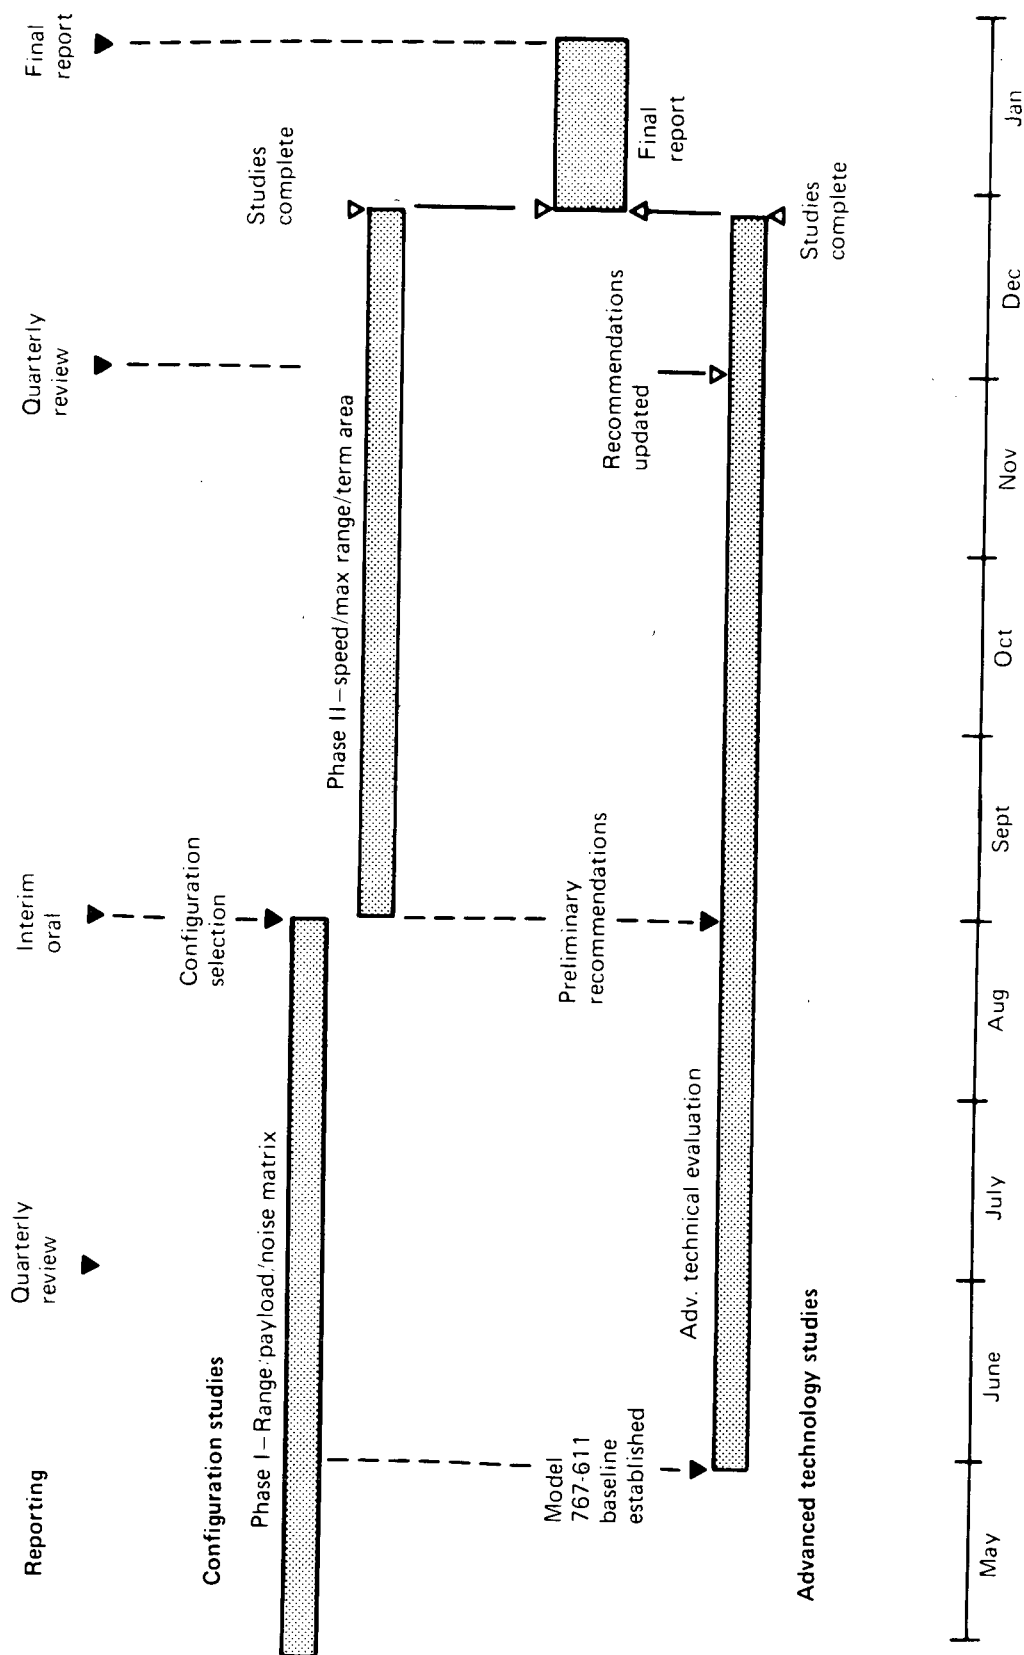 Reporting
Quarterly
review
Interim
oral
Quarterly
review
Final
report
Configuration studies
Configuration
selection
Studies
complete
Phase I–Range/payload/noise matrix
Phase II–speed/max range/term area
Model
767-611
baseline
established
Preliminary
recommendations
Recommendations
updated
Final
report
Adv. technical evaluation
Advanced technology studies
Studies
complete
May
June
July
Aug
Sept
Oct
Nov
Dec
Jan